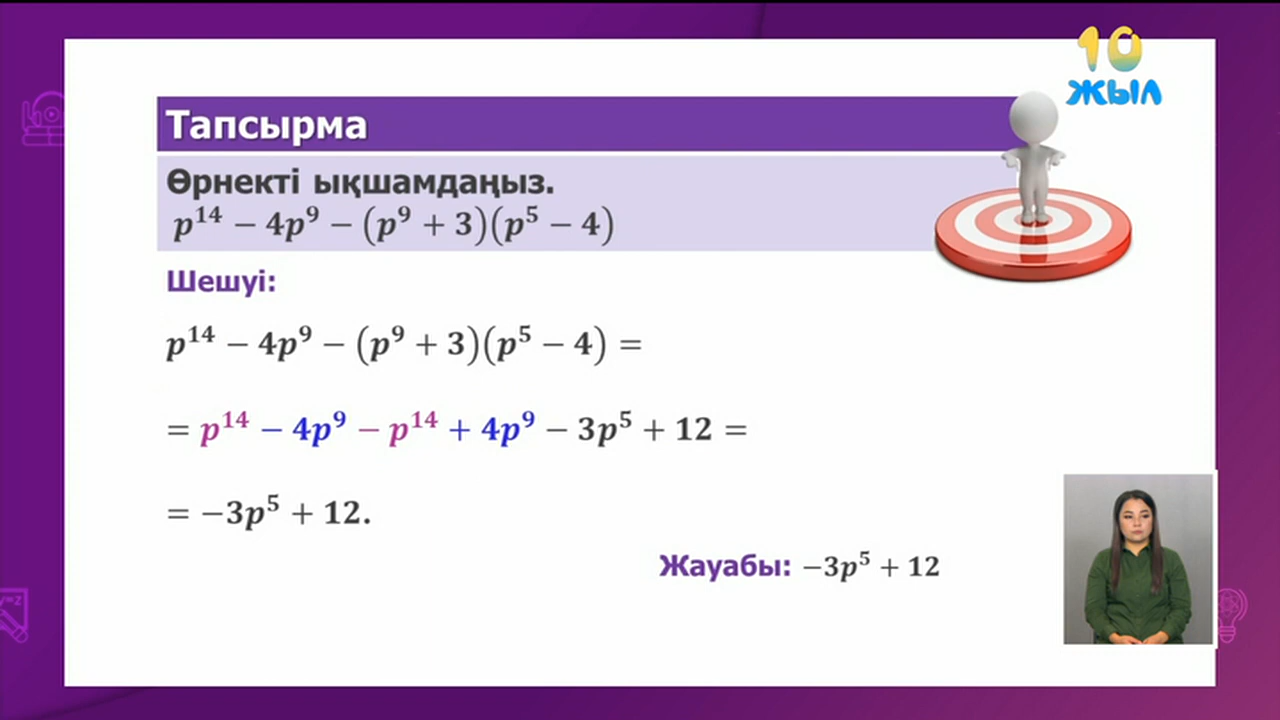 10
ЖЫЛ
Тапсырма
Өрнекті ықшамдаңыз.
p¹⁴ − 4p⁹ − (p⁹ + 3)(p⁵ − 4)
Шешуі:
p¹⁴ − 4p⁹ − (p⁹ + 3)(p⁵ − 4) =
= p¹⁴ − 4p⁹ − p¹⁴ + 4p⁹ − 3p⁵ + 12 =
= −3p⁵ + 12.
Жауабы: −3p⁵ + 12